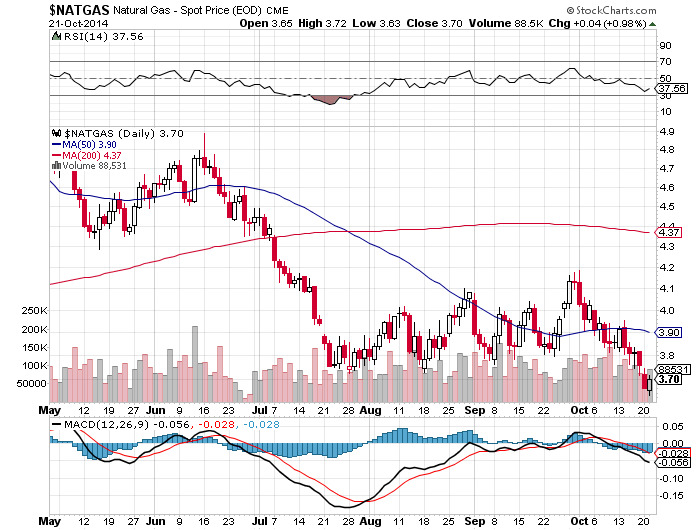 $NATGAS Natural Gas - Spot Price (EOD) CME © StockCharts.com
21-Oct-2014 Open 3.65 High 3.72 Low 3.63 Close 3.70 Volume 88.5K Chg +0.04 (+0.98%)
RSI(14) 37.56
90
70
50
37.56
30
10
$NATGAS (Daily) 3.70
MA(50) 3.90
MA(200) 4.37
Volume 88,531
4.9
4.8
4.7
4.6
4.5
4.4
4.37
4.3
4.2
4.1
4.0
3.90
3.8
88531
3.70
250K
200K
150K
100K
50000
May 12 19 27 Jun 9 16 23 Jul 7 14 21 28 Aug 11 18 25 Sep 8 15 22 Oct 6 13 20
MACD(12,26,9) -0.056, -0.028, -0.028
0.05
0.00
-0.028
-0.056
-0.10
-0.15
May 12 19 27 Jun 9 16 23 Jul 7 14 21 28 Aug 11 18 25 Sep 8 15 22 Oct 6 13 20